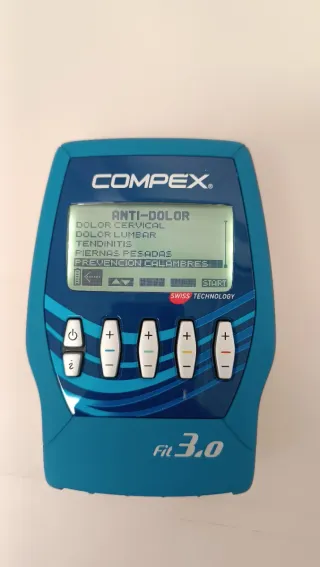 COMPEX®
ANTI-DOLOR
DOLOR CERVICAL
DOLOR LUMBAR
TENDINITIS
PIERNAS PESADAS
PREVENCION CALAMBRES
START
SWISS TECHNOLOGY
+ + + +
i - - - -
Fit 3.0